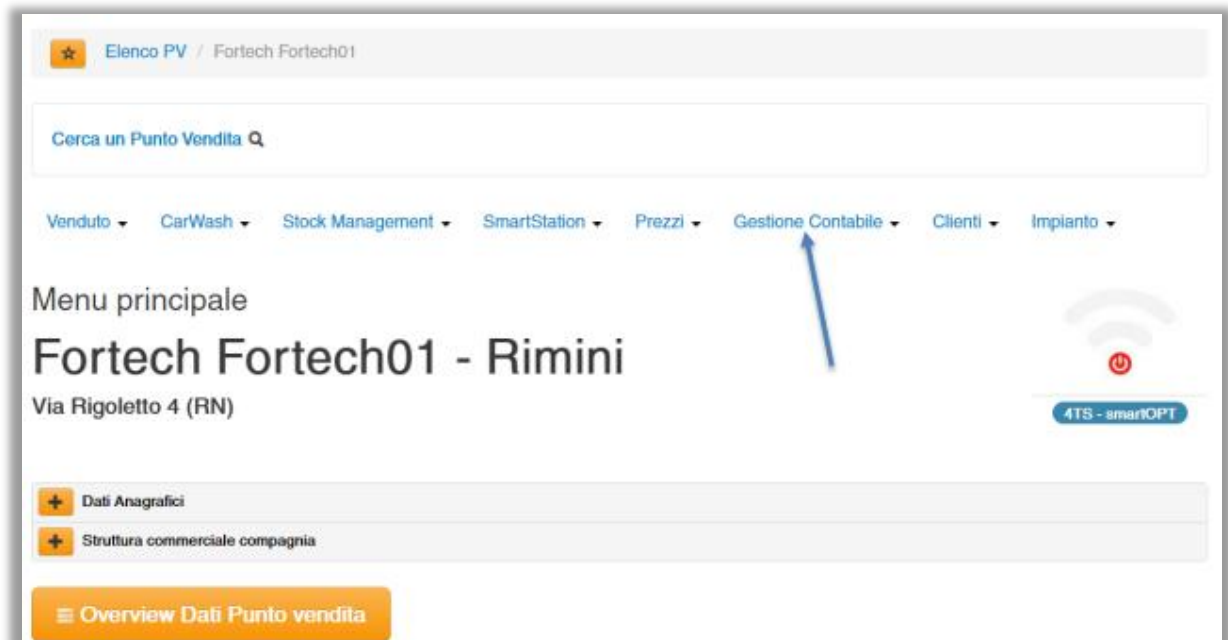 Elenco PV / Fortech Fortech01
Cerca un Punto Vendita
Venduto CarWash Stock Management SmartStation Prezzi Gestione Contabile Clienti Impianto
Menu principale
Fortech Fortech01 - Rimini
Via Rigoletto 4 (RN)
4TS - smartOPT
Dati Anagrafici
Struttura commerciale compagnia
Overview Dati Punto vendita